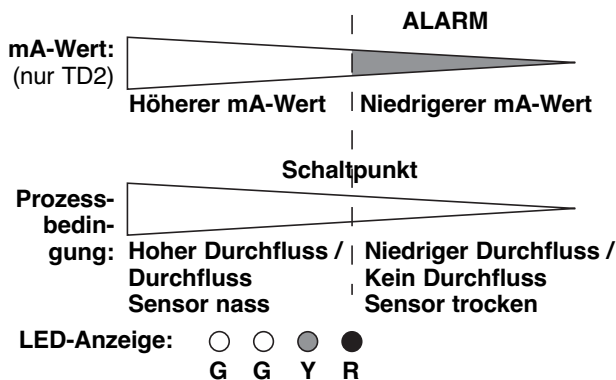 ALARM
mA-Wert:
(nur TD2)
Höherer mA-Wert
Niedrigerer mA-Wert
Schaltpunkt
Prozess-
bedin-
gung:
Hoher Durchfluss /
Durchfluss
Sensor nass
Niedriger Durchfluss /
Kein Durchfluss
Sensor trocken
LED-Anzeige:
G G Y R